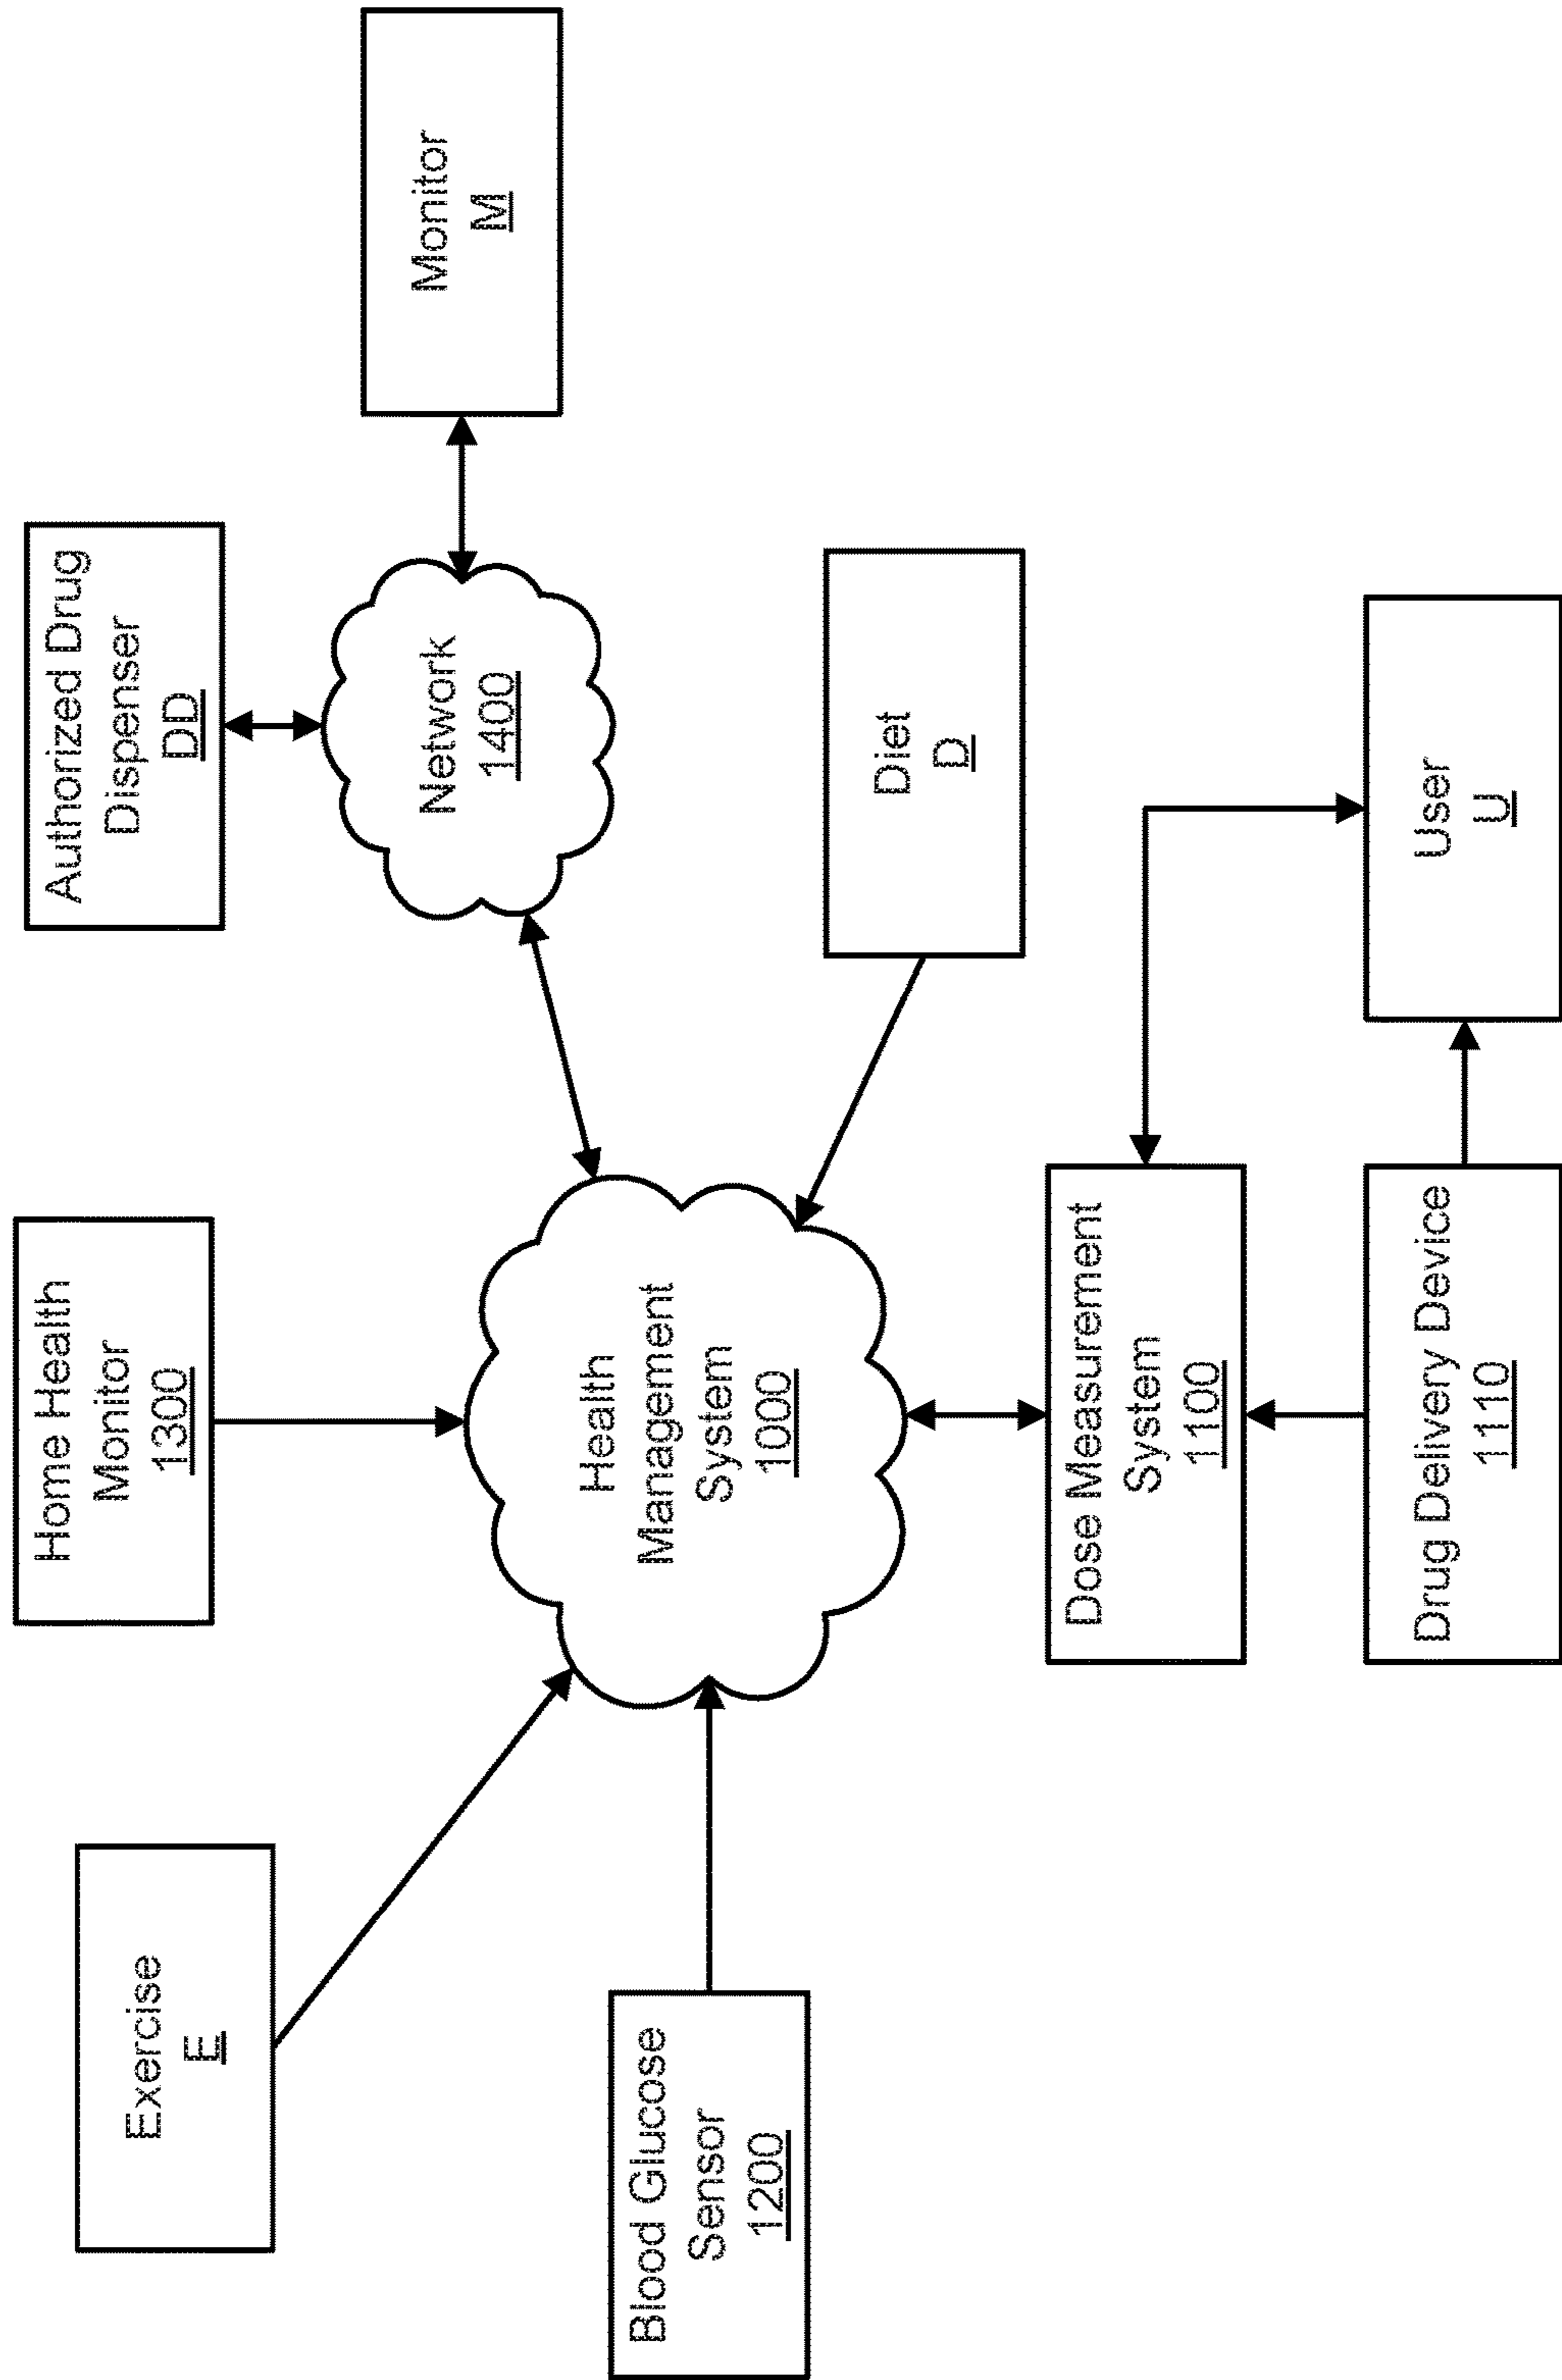 Exercise
E
Home Health
Monitor
1300
Authorized Drug
Dispenser
DD
Monitor
M
Network
1400
Blood Glucose
Sensor
1200
Health
Management
System
1000
Diet
D
Dose Measurement
System
1100
Drug Delivery Device
1110
User
U